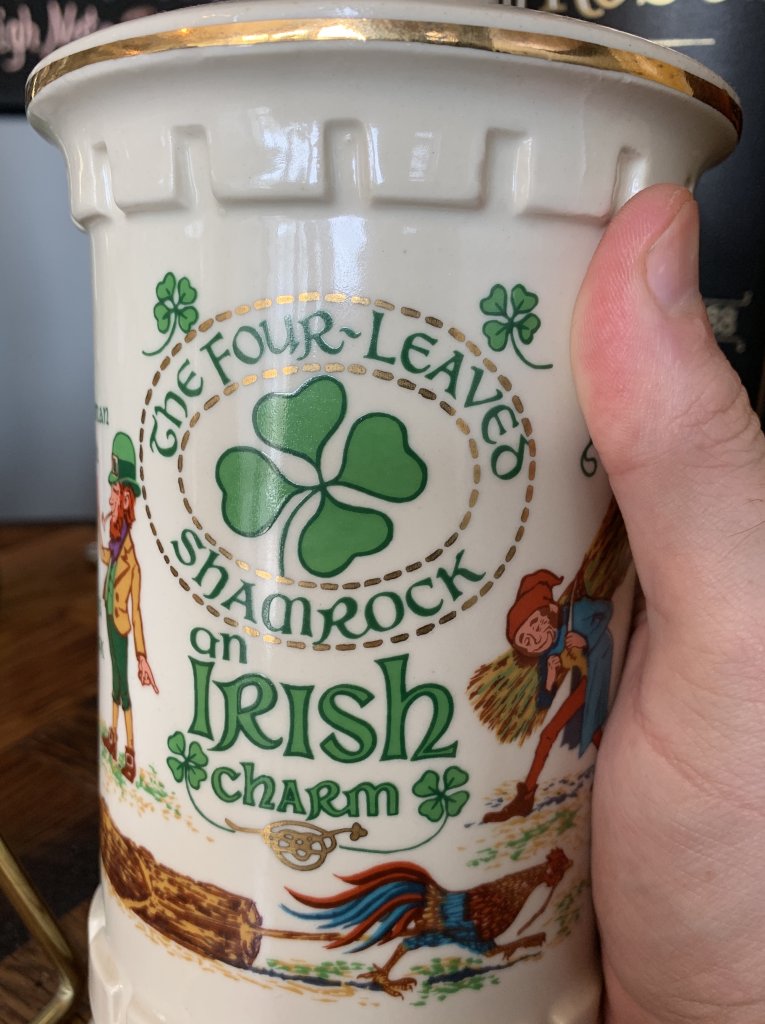 THE FOUR-LEAVED
SHAMROCK
an
IRISH
CHARM